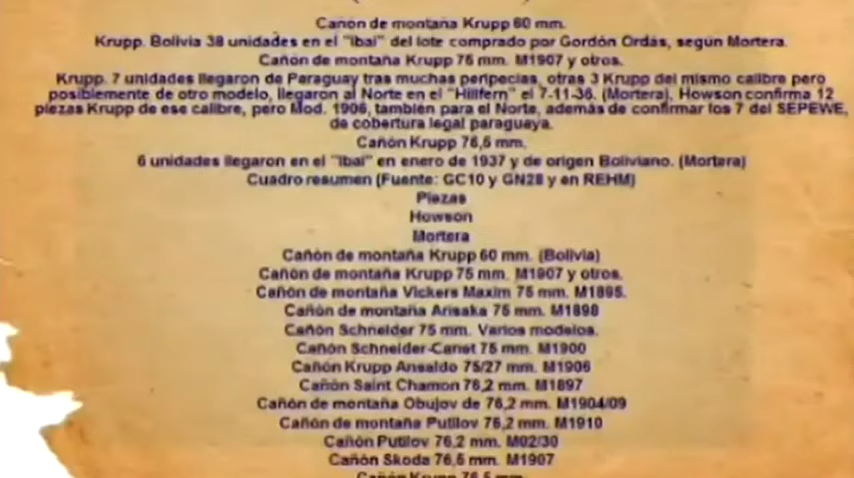 Cañón de montaña Krupp 60 mm.
Krupp. Bolivia 38 unidades en el "Ibai" del lote comprado por Gordón Ordás, según Mortera.
Cañón de montaña Krupp 75 mm. M1907 y otros.
Krupp. 7 unidades llegaron de Paraguay tras muchas peripecias, otras 3 Krupp del mismo calibre pero
posiblemente de otro modelo, llegaron al Norte en el "Hillfern" el 7-11-36. (Mortera). Howson confirma 12
piezas Krupp de ese calibre, pero Mod. 1906, también para el Norte, además de confirmar los 7 del SEPEWE,
de cobertura legal paraguaya.
Cañón Krupp 76,5 mm.
6 unidades llegaron en el "Ibai" en enero de 1937 y de origen Boliviano. (Mortera)
Cuadro resumen (Fuente: GC10 y GN28 y en REHM)
Piezas
Howson
Mortera
Cañón de montaña Krupp 60 mm. (Bolivia)
Cañón de montaña Krupp 75 mm. M1907 y otros.
Cañón de montaña Vickers Maxim 75 mm. M1895.
Cañón de montaña Arisaka 75 mm. M1898
Cañón Schneider 75 mm. Varios modelos.
Cañón Schneider-Canet 75 mm. M1900
Cañón Krupp Ansaldo 75/27 mm. M1906
Cañón Saint Chamon 76,2 mm. M1897
Cañón de montaña Obujov de 76,2 mm. M1904/09
Cañón de montaña Putilov 76,2 mm. M1910
Cañón Putilov 76,2 mm. M02/30
Cañón Skoda 76,5 mm. M1907
Cañón Krupp 76,5 mm.